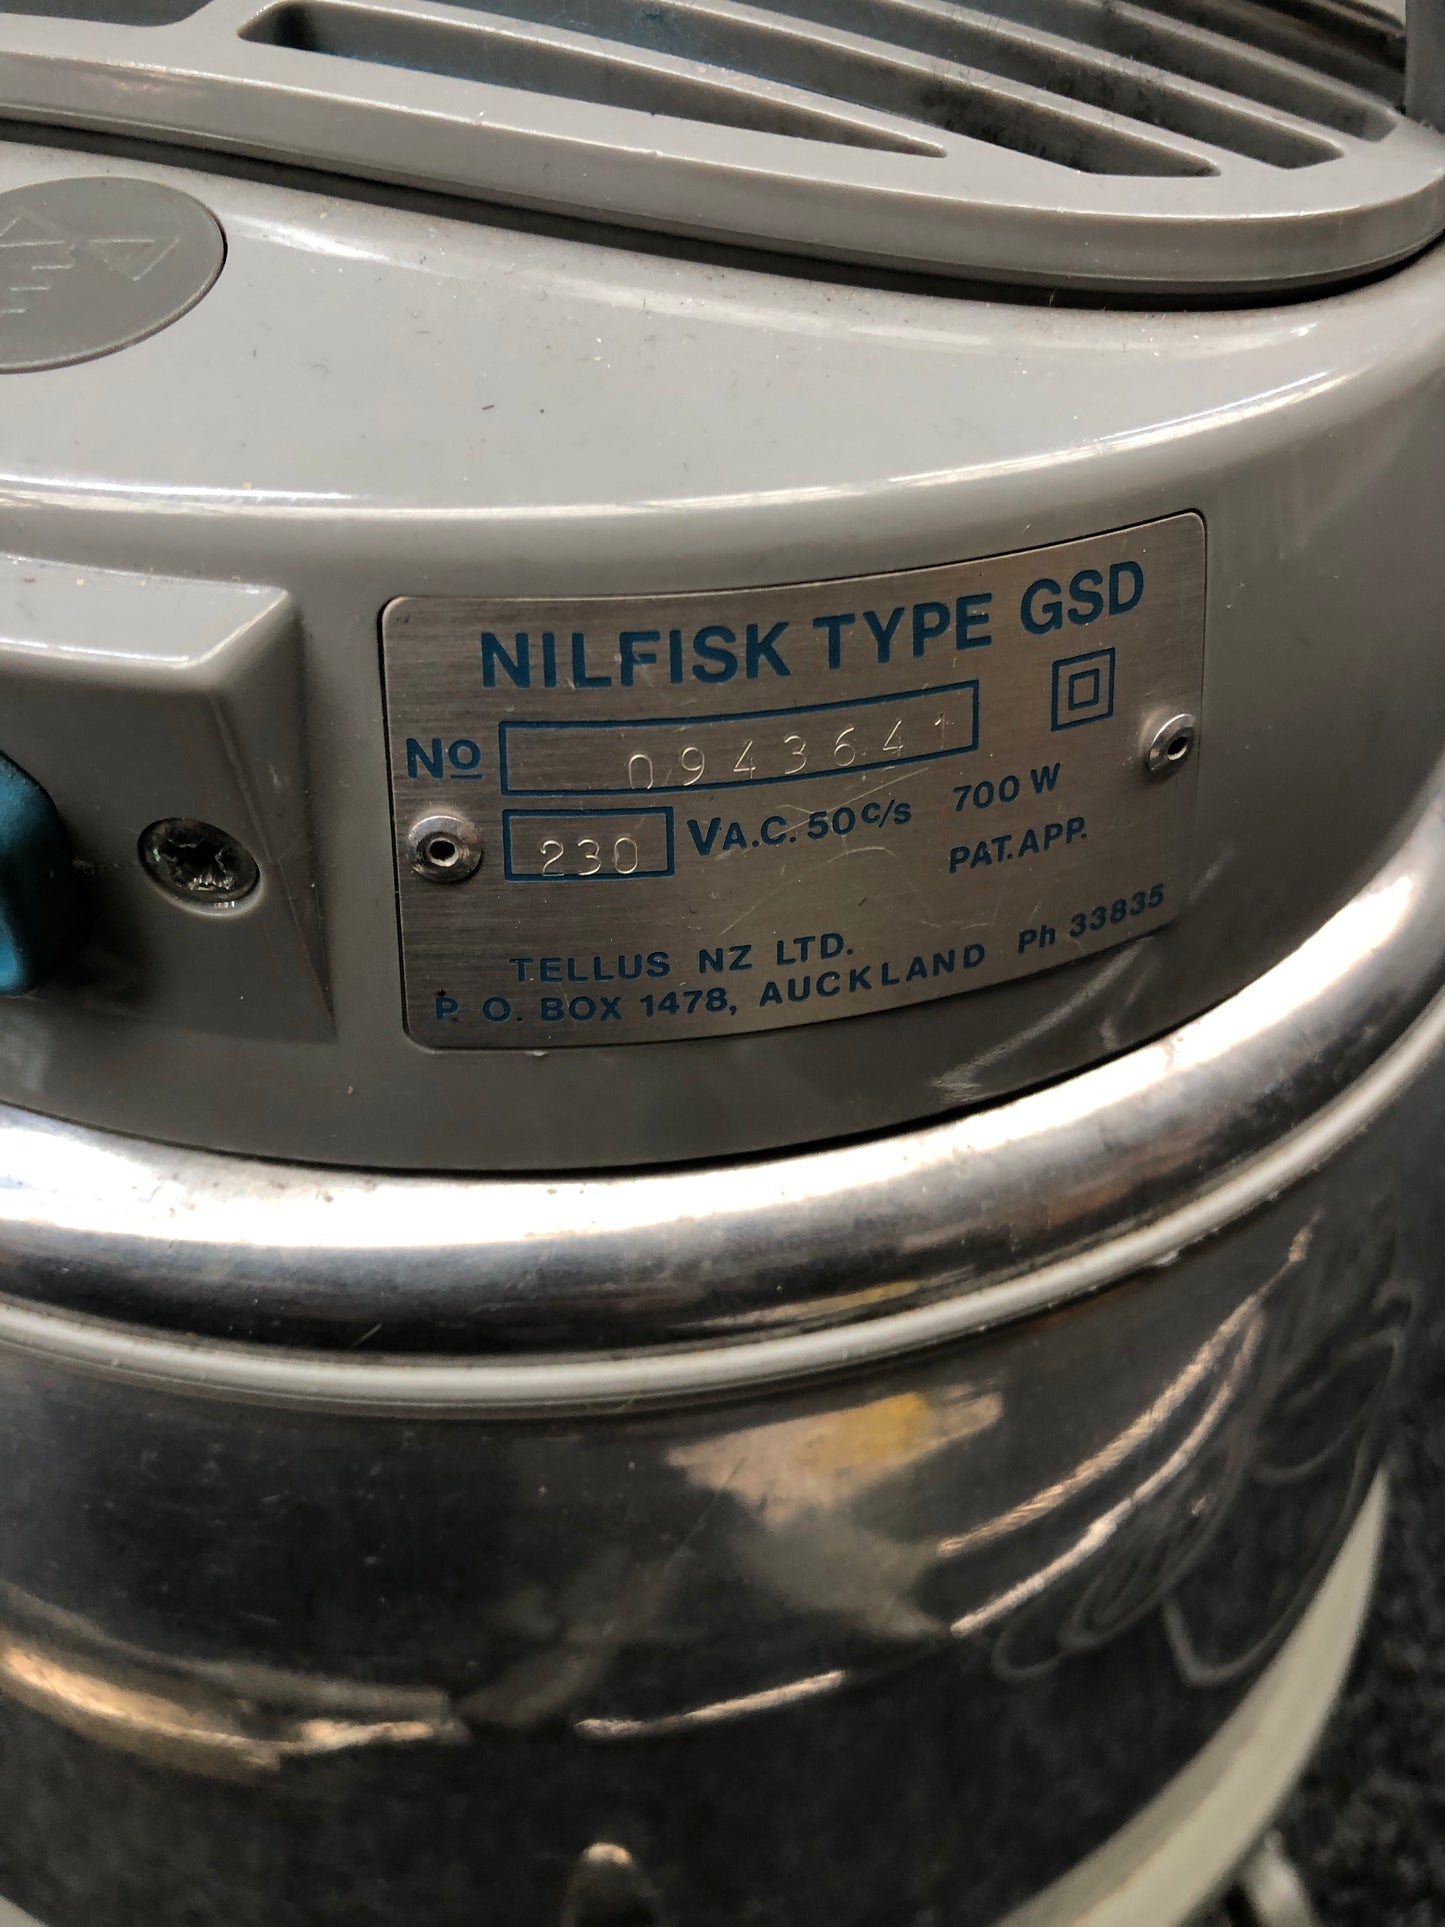 NILFISK TYPE GSD
No 0943641
230 VA.C. 50c/s 700 W
PAT. APP.
TELLUS NZ LTD.
P. O. BOX 1478, AUCKLAND Ph 33835